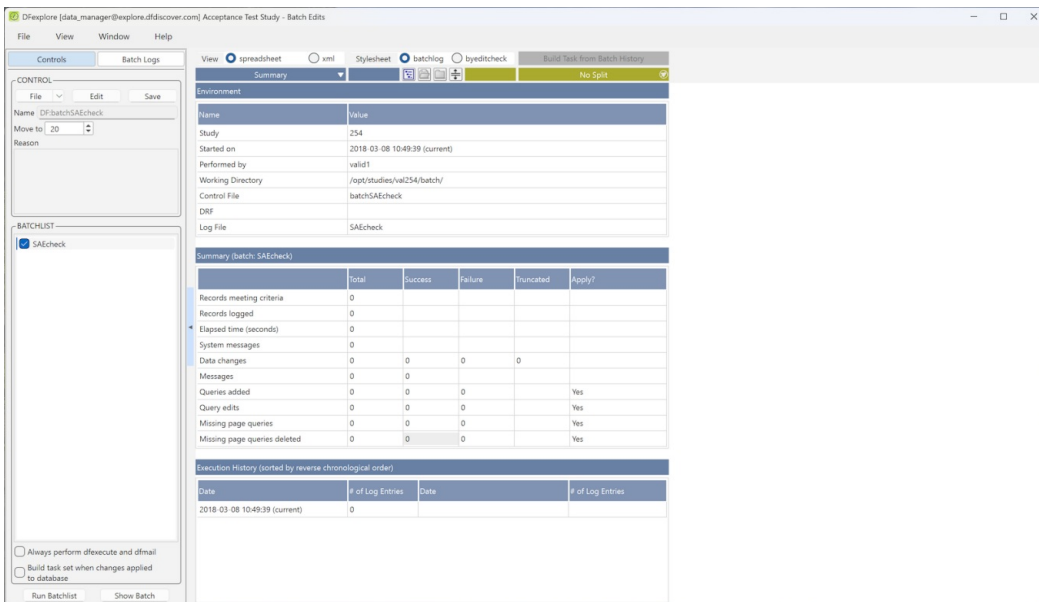 DFexplore [data_manager@explore.dfdiscover.com] Acceptance Test Study - Batch Edits
File View Window Help
Controls Batch Logs
CONTROL
File Edit Save
Name DF:batchSAEcheck
Move to 20
Reason
BATCHLIST
SAEcheck
Always perform dfexecute and dfmail
Build task set when changes applied
to database
Run Batchlist Show Batch
View spreadsheet xml Stylesheet batchlog byeditcheck Build Task from Batch History
Summary No Split
Environment
Name Value
Study 254
Started on 2018-03-08 10:49:39 (current)
Performed by valid1
Working Directory /opt/studies/val254/batch/
Control File batchSAEcheck
DRF
Log File SAEcheck
Summary (batch: SAEcheck)
Total Success Failure Truncated Apply?
Records meeting criteria 0
Records logged 0
Elapsed time (seconds) 0
System messages 0
Data changes 0 0 0 0
Messages 0 0
Queries added 0 0 0 Yes
Query edits 0 0 0 Yes
Missing page queries 0 0 0 Yes
Missing page queries deleted 0 0 0 Yes
Execution History (sorted by reverse chronological order)
Date # of Log Entries Date # of Log Entries
2018-03-08 10:49:39 (current) 0